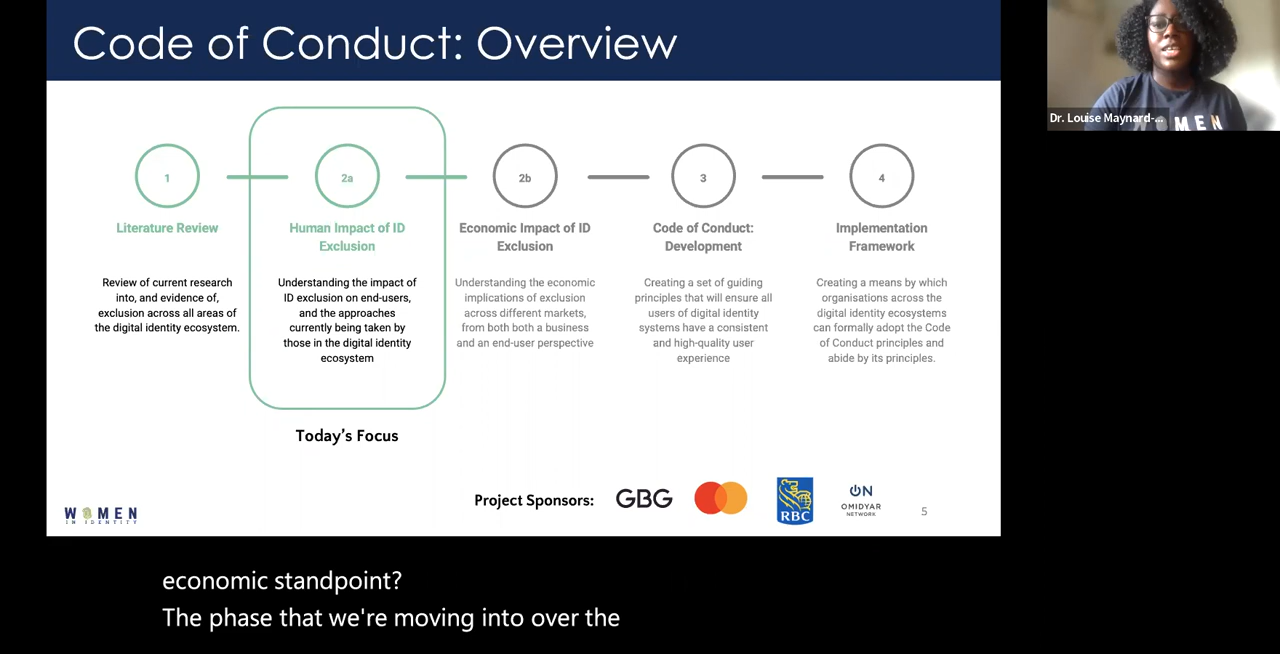 Code of Conduct: Overview
Dr. Louise Maynard-...
WOMEN
1
2a
2b
3
4
Literature Review
Human Impact of ID
Exclusion
Economic Impact of ID
Exclusion
Code of Conduct:
Development
Implementation
Framework
Review of current research
into, and evidence of,
exclusion across all areas of
the digital identity ecosystem.
Understanding the impact of
ID exclusion on end-users,
and the approaches
currently being taken by
those in the digital identity
ecosystem
Understanding the economic
implications of exclusion
across different markets,
from both both a business
and an end-user perspective
Creating a set of guiding
principles that will ensure all
users of digital identity
systems have a consistent
and high-quality user
experience
Creating a means by which
organisations across the
digital identity ecosystems
can formally adopt the Code
of Conduct principles and
abide by its principles.
Today's Focus
WOMEN
IN IDENTITY
Project Sponsors:
GBG
RBC
ON
OMIDYAR
NETWORK
5
economic standpoint?
The phase that we're moving into over the